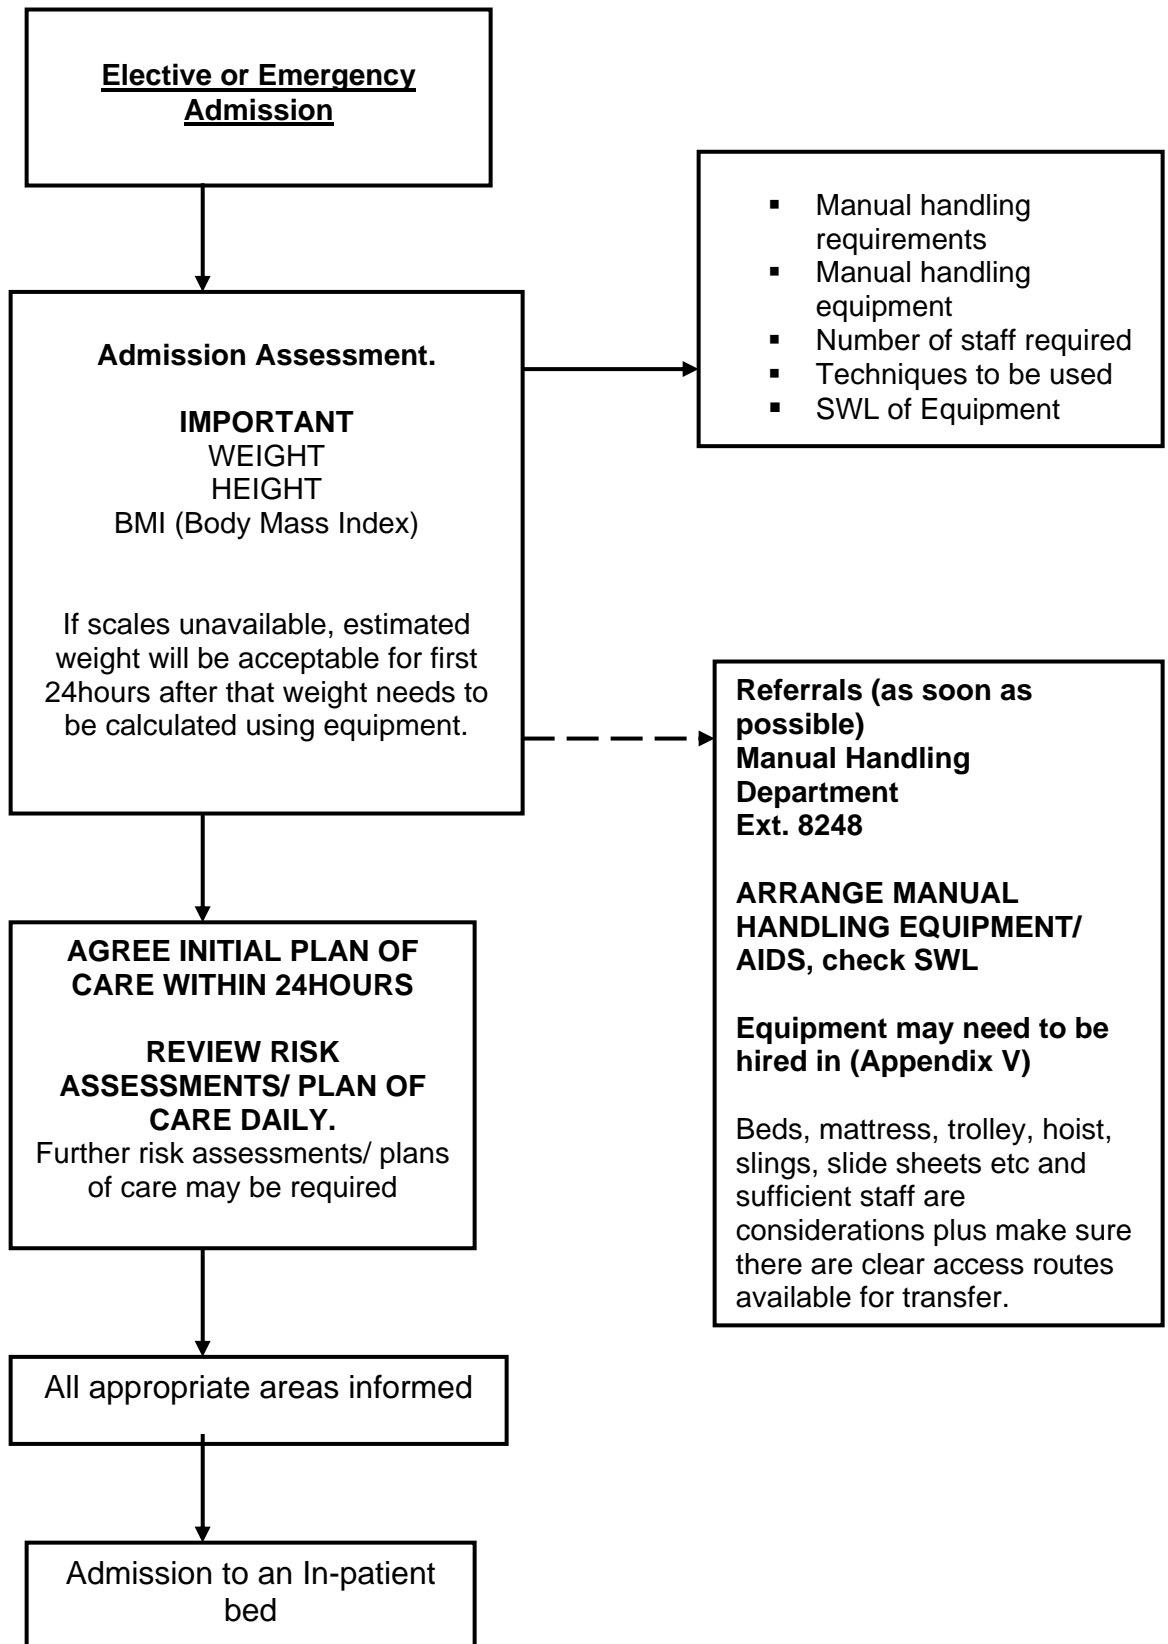 Elective or Emergency
Admission
▪ Manual handling
requirements
▪ Manual handling
equipment
▪ Number of staff required
▪ Techniques to be used
▪ SWL of Equipment
Admission Assessment.
IMPORTANT
WEIGHT
HEIGHT
BMI (Body Mass Index)
If scales unavailable, estimated
weight will be acceptable for first
24hours after that weight needs to
be calculated using equipment.
Referrals (as soon as
possible)
Manual Handling
Department
Ext. 8248
ARRANGE MANUAL
HANDLING EQUIPMENT/
AIDS, check SWL
Equipment may need to be
hired in (Appendix V)
Beds, mattress, trolley, hoist,
slings, slide sheets etc and
sufficient staff are
considerations plus make sure
there are clear access routes
available for transfer.
AGREE INITIAL PLAN OF
CARE WITHIN 24HOURS
REVIEW RISK
ASSESSMENTS/ PLAN OF
CARE DAILY.
Further risk assessments/ plans
of care may be required
All appropriate areas informed
Admission to an In-patient
bed